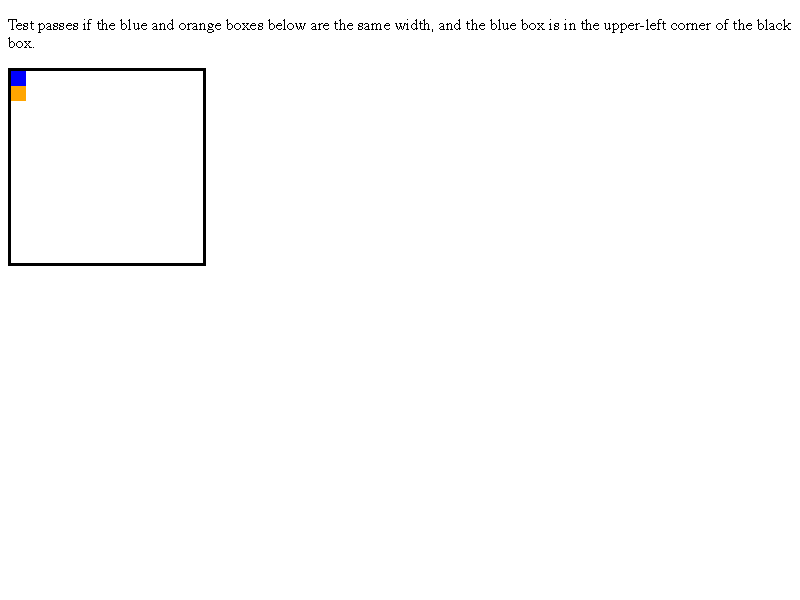 Test passes if the blue and orange boxes below are the same width, and the blue box is in the upper-left corner of the black
box.